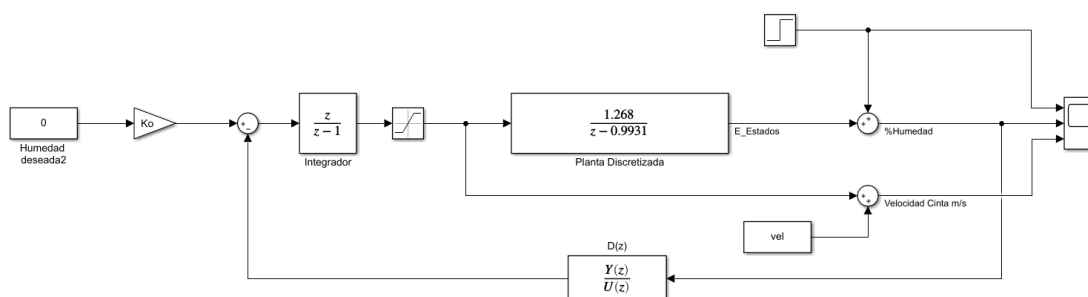 0
Humedad
deseada2
Ko
+
−
z
z − 1
Integrador
1.268
z − 0.9931
Planta Discretizada
E_Estados
+
+
%Humedad
+
+
Velocidad Cinta m/s
vel
D(z)
Y(z)
U(z)